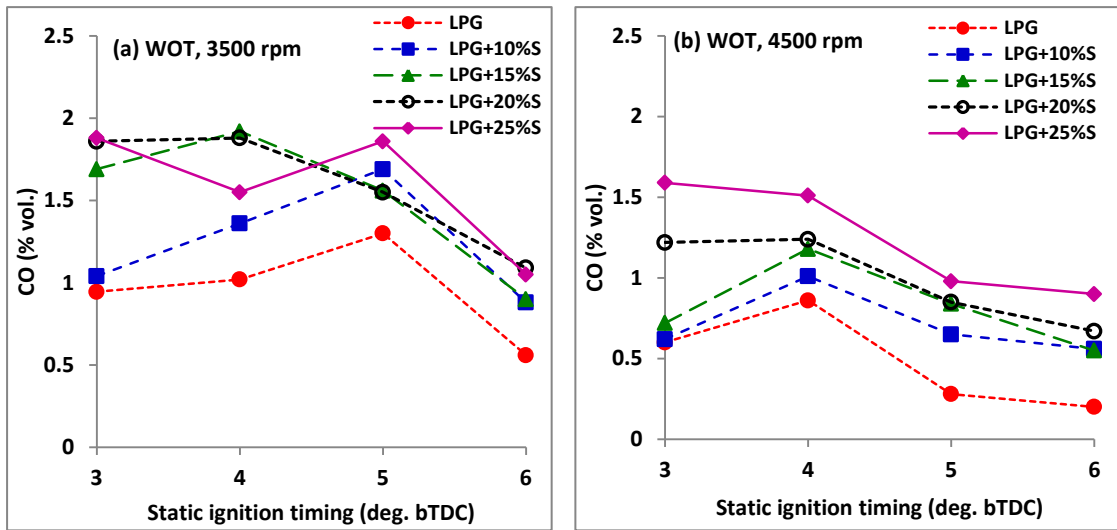 (a) WOT, 3500 rpm
LPG
LPG+10%S
LPG+15%S
LPG+20%S
LPG+25%S
CO (% vol.)
2.5
2
1.5
1
0.5
0
3 4 5 6
Static ignition timing (deg. bTDC)
(b) WOT, 4500 rpm
LPG
LPG+10%S
LPG+15%S
LPG+20%S
LPG+25%S
CO (% vol.)
2.5
2
1.5
1
0.5
0
3 4 5 6
Static ignition timing (deg. bTDC)